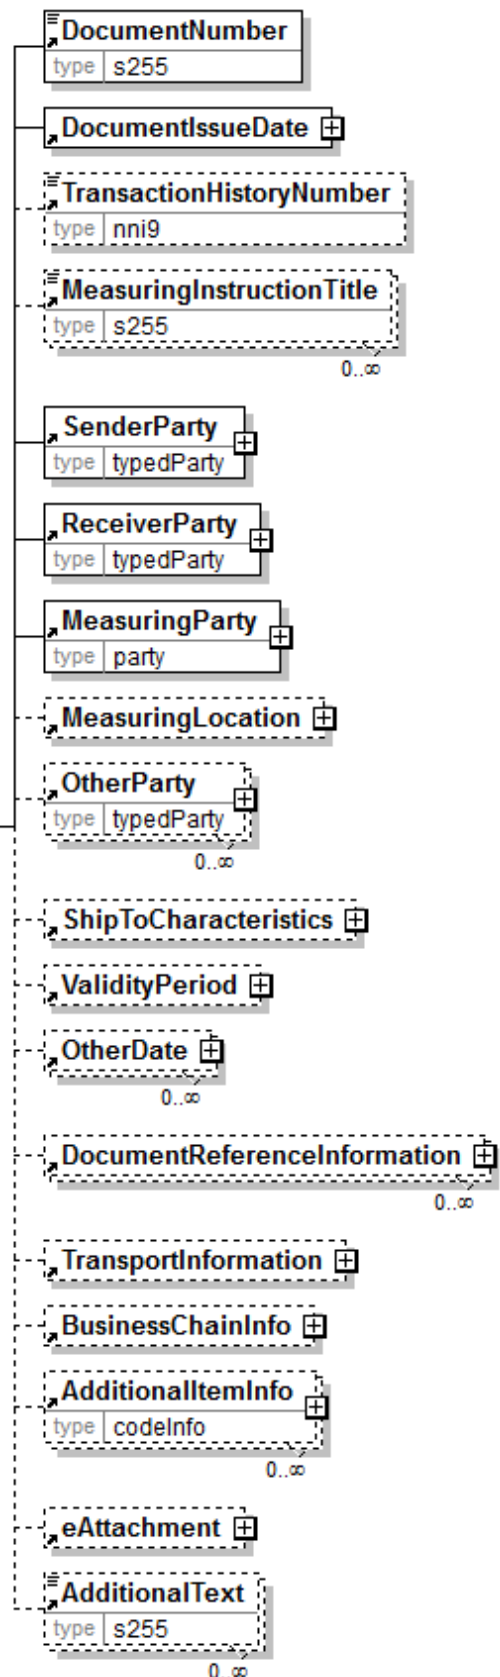 DocumentNumber
type s255
DocumentIssueDate
TransactionHistoryNumber
type nni9
MeasuringInstructionTitle
type s255
0..∞
SenderParty
type typedParty
ReceiverParty
type typedParty
MeasuringParty
type party
MeasuringLocation
OtherParty
type typedParty
0..∞
ShipToCharacteristics
ValidityPeriod
OtherDate
0..∞
DocumentReferenceInformation
0..∞
TransportInformation
BusinessChainInfo
AdditionalItemInfo
type codeInfo
0..∞
eAttachment
AdditionalText
type s255
0..∞